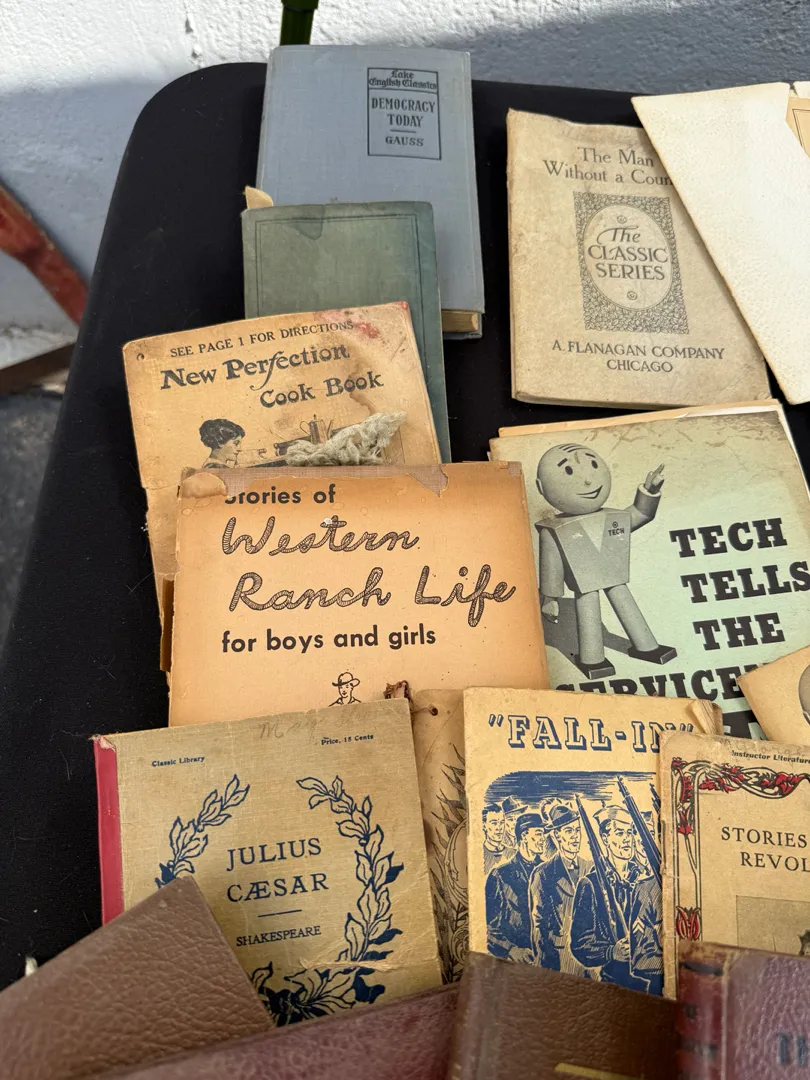 Lake
English Classics
DEMOCRACY
TODAY
GAUSS
The Man
Without a Coun
The
CLASSIC
SERIES
A. FLANAGAN COMPANY
CHICAGO
SEE PAGE 1 FOR DIRECTIONS
New Perfection
Cook Book
Stories of
Western
Ranch Life
for boys and girls
TECH
TECH
TELLS
THE
SERVICE
Classic Library
Price, 15 Cents
JULIUS
CÆSAR
SHAKESPEARE
"FALL-IN"
Instructor Literature
STORIES
REVOL